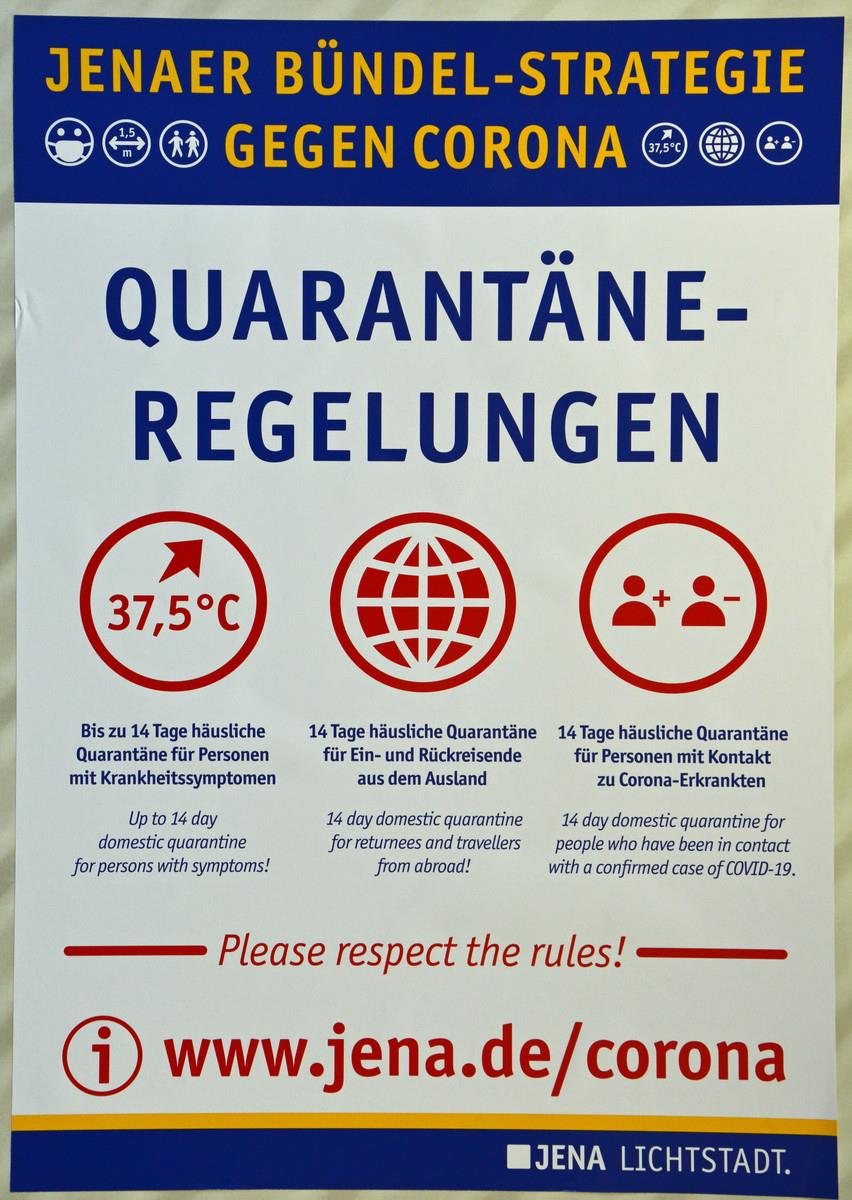 JENAER BÜNDEL-STRATEGIE
1,5
m
GEGEN CORONA
37,5°C
QUARANTÄNE-
REGELUNGEN
37,5°C
Bis zu 14 Tage häusliche
Quarantäne für Personen
mit Krankheitssymptomen
Up to 14 day
domestic quarantine
for persons with symptoms!
14 Tage häusliche Quarantäne
für Ein- und Rückreisende
aus dem Ausland
14 day domestic quarantine
for returnees and travellers
from abroad!
14 Tage häusliche Quarantäne
für Personen mit Kontakt
zu Corona-Erkrankten
14 day domestic quarantine for
people who have been in contact
with a confirmed case of COVID-19.
Please respect the rules!
i www.jena.de/corona
JENA LICHTSTADT.